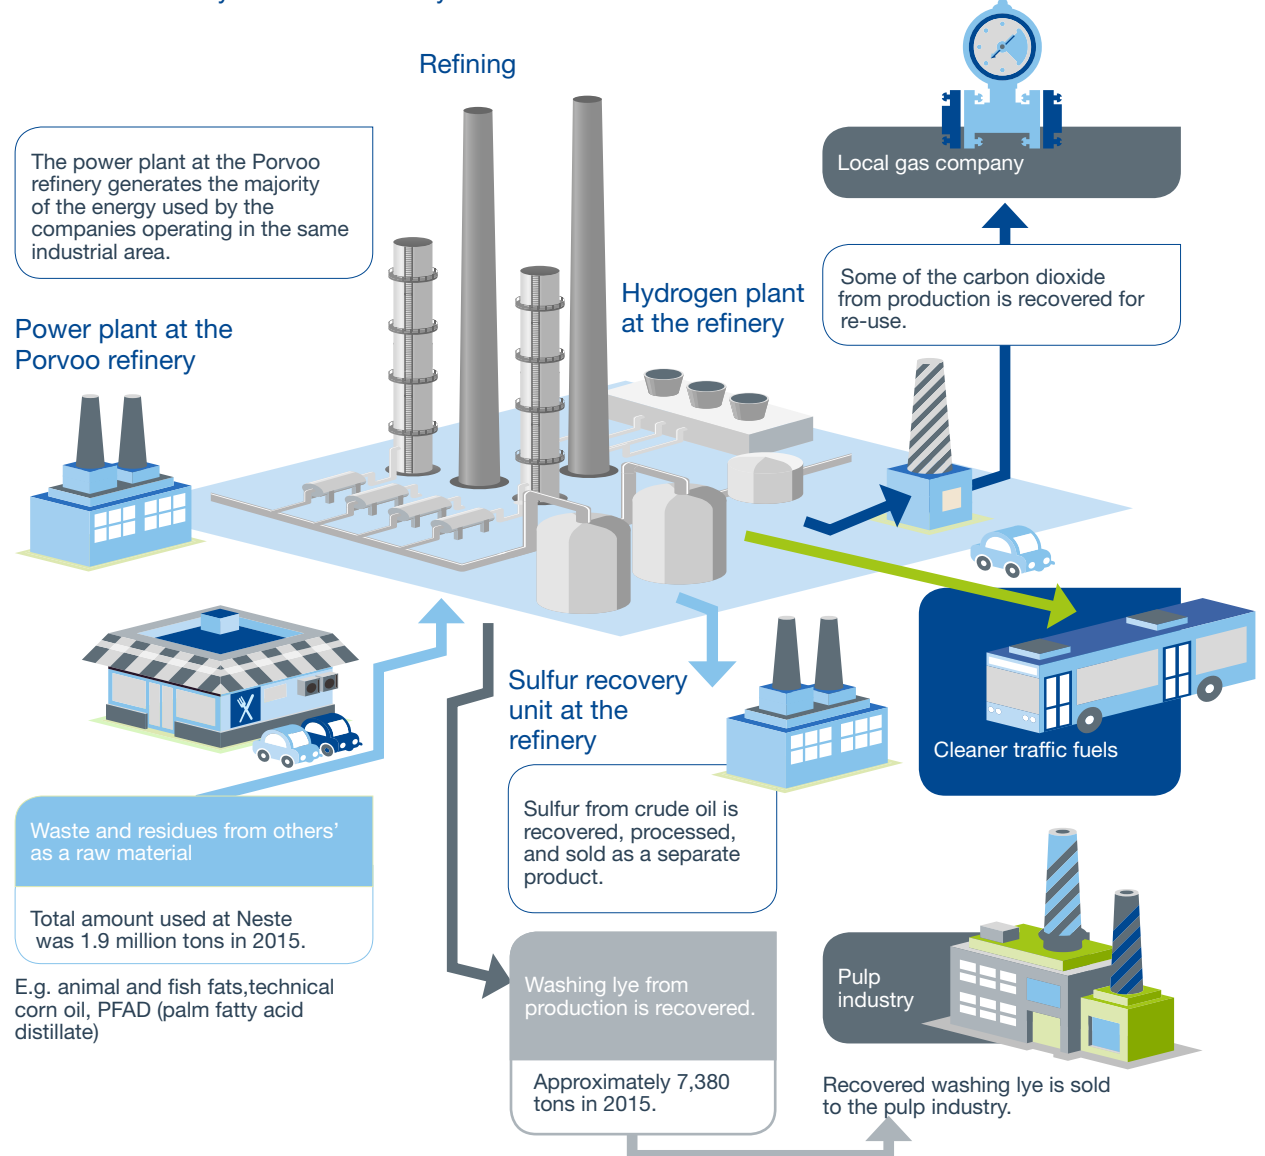 Refining
The power plant at the Porvoo
refinery generates the majority
of the energy used by the
companies operating in the same
industrial area.
Local gas company
Some of the carbon dioxide
from production is recovered for
re-use.
Hydrogen plant
at the refinery
Power plant at the
Porvoo refinery
Sulfur recovery
unit at the
refinery
Sulfur from crude oil is
recovered, processed,
and sold as a separate
product.
Cleaner traffic fuels
Waste and residues from others’
as a raw material
Total amount used at Neste
was 1.9 million tons in 2015.
E.g. animal and fish fats,technical
corn oil, PFAD (palm fatty acid
distillate)
Washing lye from
production is recovered.
Approximately 7,380
tons in 2015.
Pulp
industry
Recovered washing lye is sold
to the pulp industry.